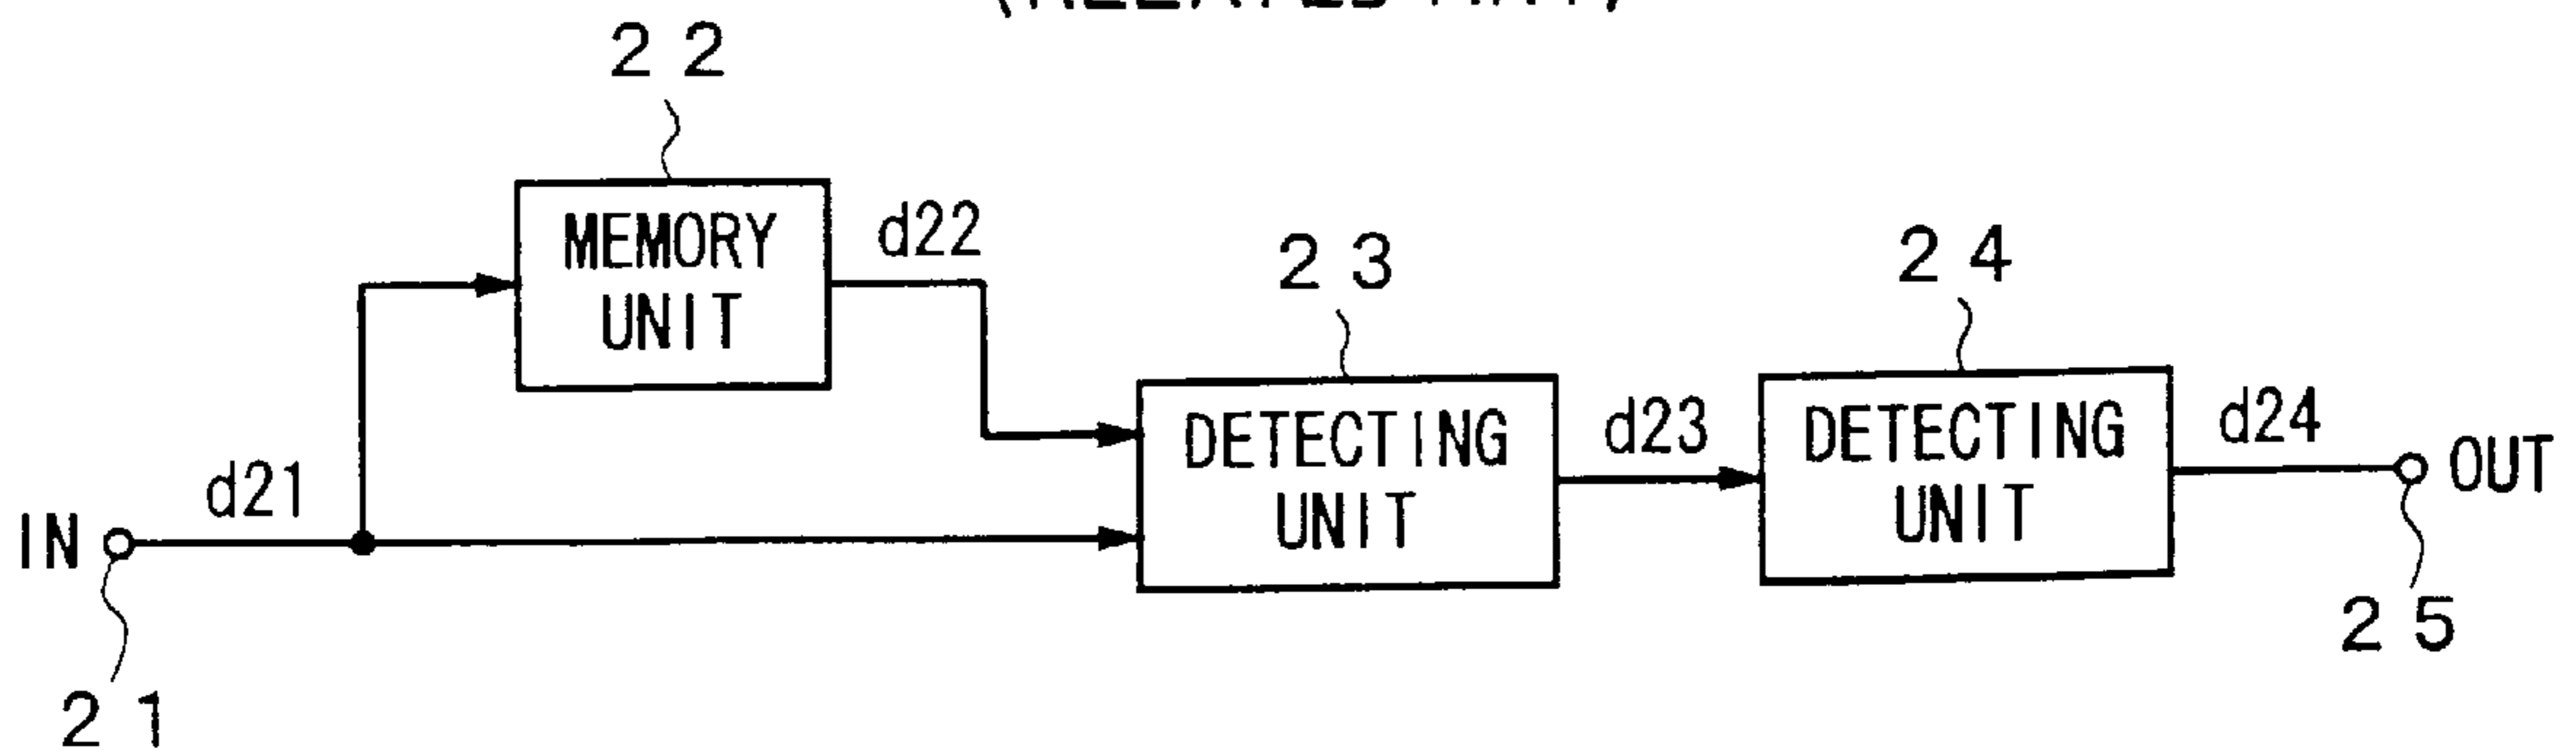 22
MEMORY
UNIT
d22
23
24
DETECTING
UNIT
d23
DETECTING
UNIT
d24
OUT
d21
IN
25
21